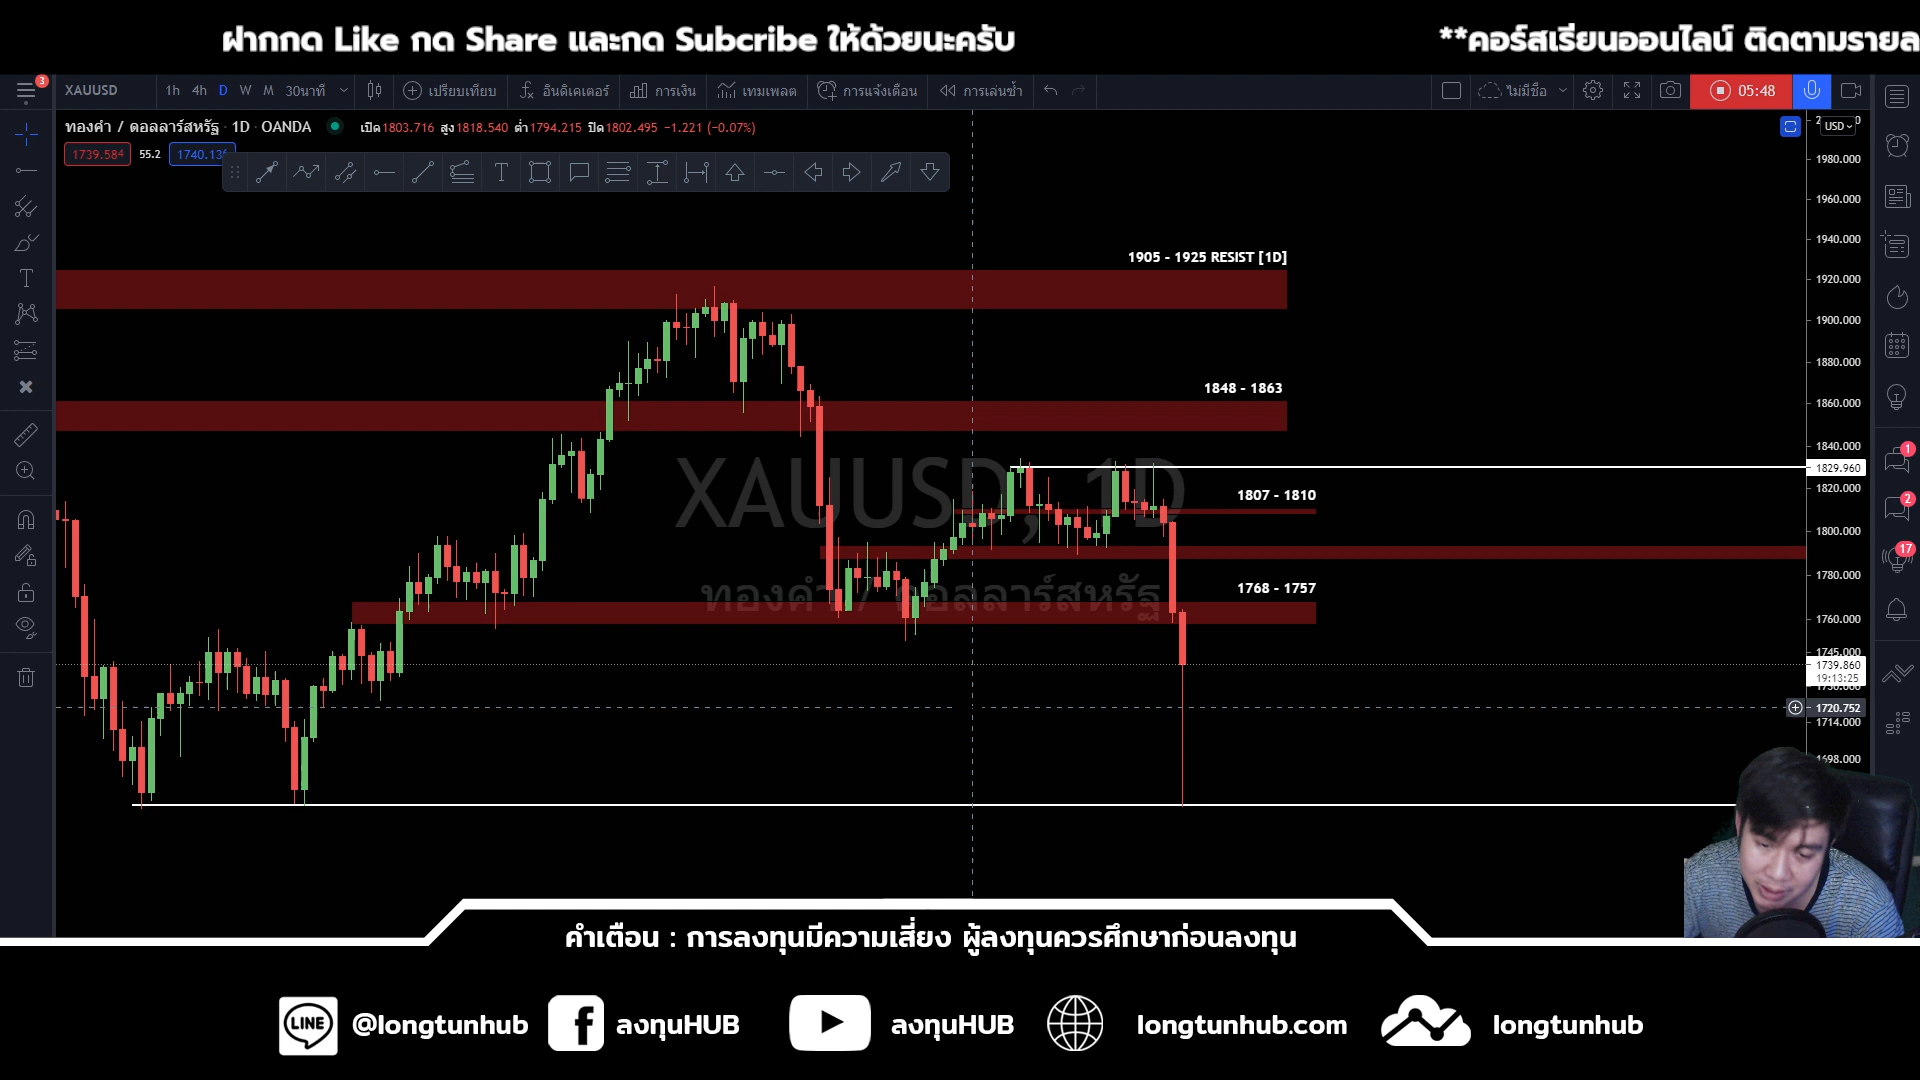 ฝากกด Like กด Share และกด Subcribe ให้ด้วยนะครับ
**คอร์สเรียนออนไลน์ ติดตามรายล
3
XAUUSD
1h 4h D W M 30นาที
เปรียบเทียบ
อินดิเคเตอร์
การเงิน
เทมเพลต
การแจ้งเตือน
การเล่นซ้ำ
ไม่มีชื่อ
05:48
ทองคำ / ดอลลาร์สหรัฐ · 1D · OANDA
เปิด1803.716 สูง1818.540 ต่ำ1794.215 ปิด1802.495 −1.221 (−0.07%)
USD
1739.584
55.2
1740.13
1980.000
1960.000
1940.000
1905 - 1925 RESIST [1D]
1920.000
1900.000
1880.000
1848 - 1863
1860.000
1840.000
1829.960
XAUUSD, 1D
1807 - 1810
1820.000
1800.000
1780.000
ทองคำ / ดอลลาร์สหรัฐ
1768 - 1757
1760.000
1745.000
1739.860
19:13:25
1720.752
1714.000
1698.000
1
2
17
คำเตือน : การลงทุนมีความเสี่ยง ผู้ลงทุนควรศึกษาก่อนลงทุน
LINE
@longtunhub
ลงทุนHUB
ลงทุนHUB
longtunhub.com
longtunhub